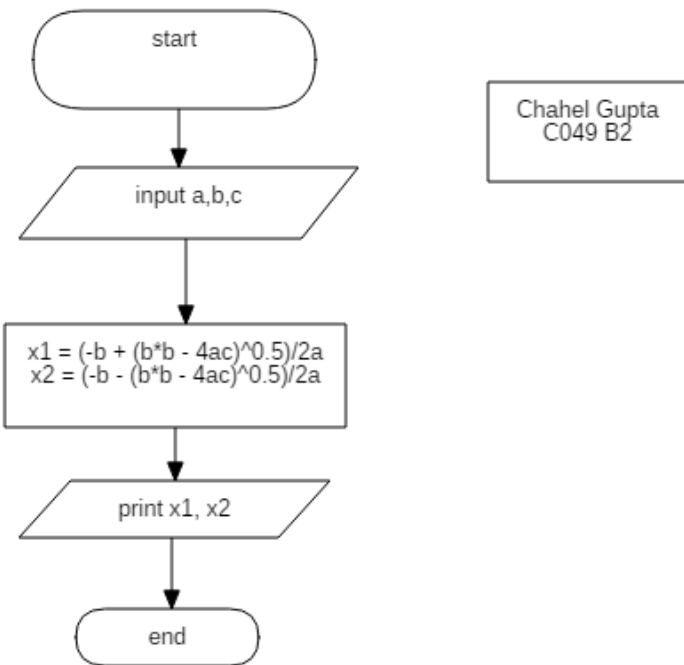 start
Chahel Gupta
C049 B2
input a,b,c
x1 = (-b + (b*b - 4ac)^0.5)/2a
x2 = (-b - (b*b - 4ac)^0.5)/2a
print x1, x2
end